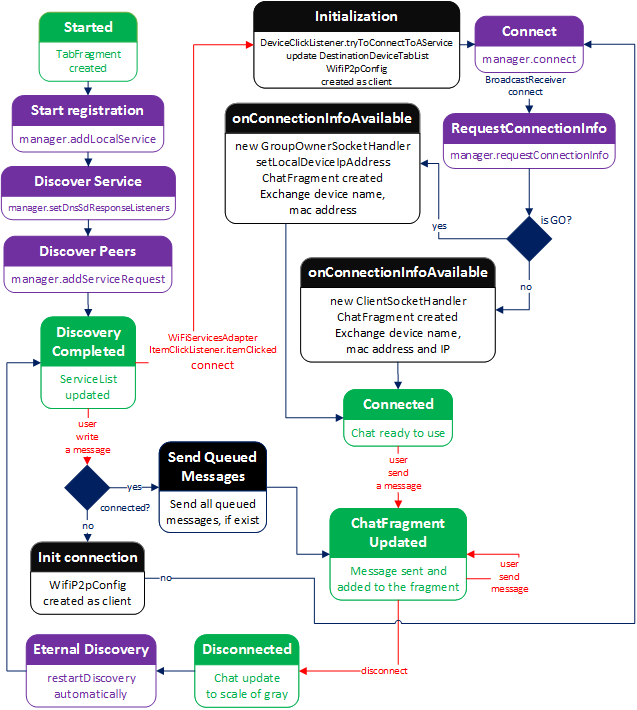 Started
TabFragment
created
Start registration
manager.addLocalService
Discover Service
manager.setDnsSdResponseListeners
Discover Peers
manager.addServiceRequest
Discovery
Completed
ServiceList
updated
WiFiServicesAdapter
ItemClickListener.itemClicked
connect
Initialization
DeviceClickListener.tryToConnectToAService
update DestinationDeviceTabList
WifiP2pConfig
created as client
Connect
manager.connect
BroadcastReceiver
connect
RequestConnectionInfo
manager.requestConnectionInfo
is GO?
yes
no
onConnectionInfoAvailable
new GroupOwnerSocketHandler
setLocalDeviceIpAddress
ChatFragment created
Exchange device name,
mac address
onConnectionInfoAvailable
new ClientSocketHandler
ChatFragment created
Exchange device name,
mac address and IP
Connected
Chat ready to use
user
send
a message
user
write
a message
yes
connected?
no
Send Queued
Messages
Send all queued
messages, if exist
Init connection
WifiP2pConfig
created as client
no
ChatFragment
Updated
Message sent and
added to the fragment
user
send
message
disconnect
Disconnected
Chat update
to scale of gray
Eternal Discovery
restartDiscovery
automatically